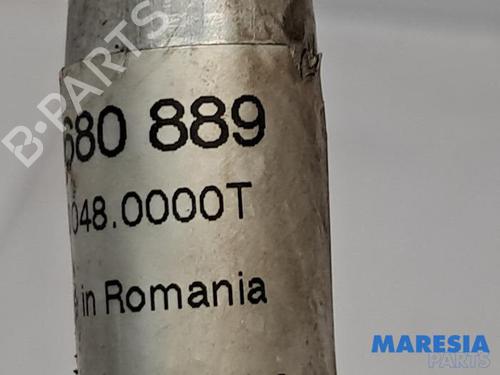 B-PARTS
680 889
048.0000T
in Romania
MARESIA
PARTS